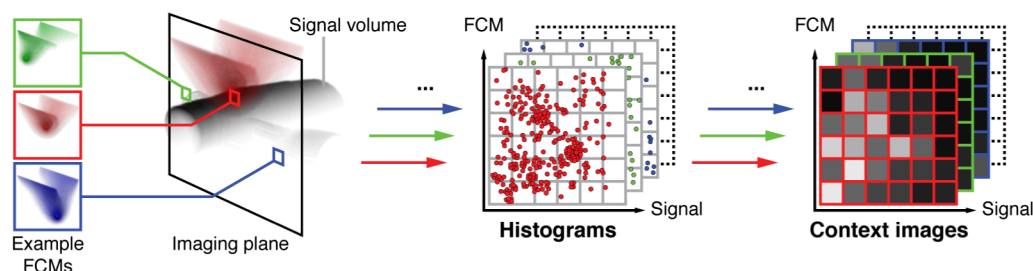 Signal volume
Example
FCMs
Imaging plane
...
FCM
Signal
Histograms
...
FCM
Signal
Context images